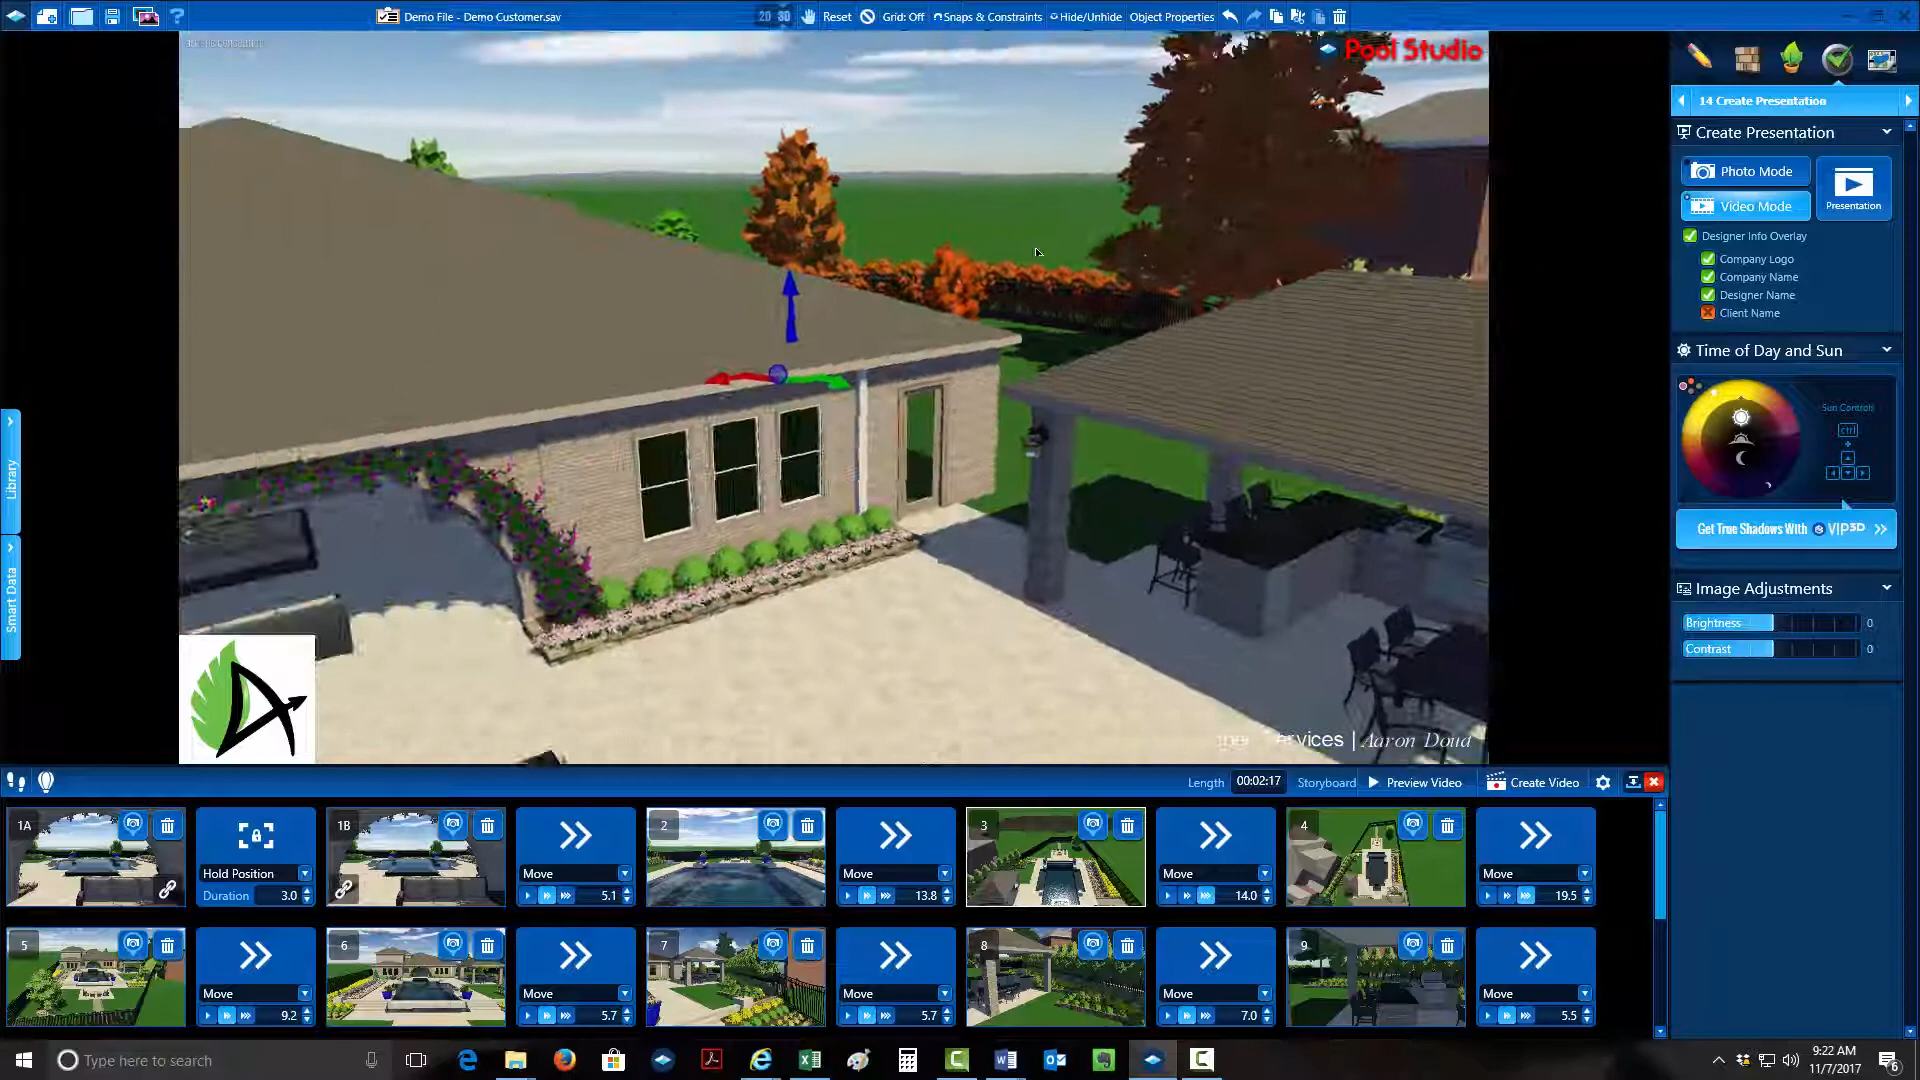 Demo File - Demo Customer.sav
2D 3D Reset Grid: Off Snaps & Constraints Hide/Unhide Object Properties
Pool Studio
14 Create Presentation
Create Presentation
Photo Mode
Video Mode
Presentation
Designer Info Overlay
Company Logo
Company Name
Designer Name
Client Name
Time of Day and Sun
Sun Controls
ctrl
+
Get True Shadows With VIP3D
Image Adjustments
Brightness 0
Contrast 0
Library
Smart Data
| Aaron Doud
Length 00:02:17 Storyboard Preview Video Create Video
1A
Hold Position
Duration 3.0
1B
Move
5.1
2
Move
13.8
3
Move
14.0
4
Move
19.5
5
Move
9.2
6
Move
5.7
7
Move
5.7
8
Move
7.0
9
Move
5.5
Type here to search
9:22 AM
11/7/2017
6